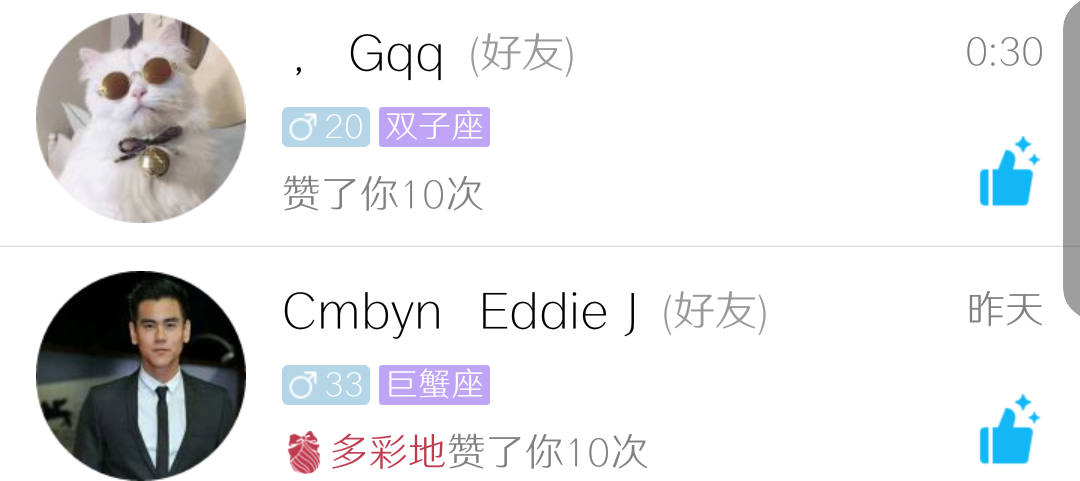 ， Gqq (好友) 0:30
♂20 双子座
赞了你10次
Cmbyn Eddie J (好友) 昨天
♂33 巨蟹座
多彩地赞了你10次